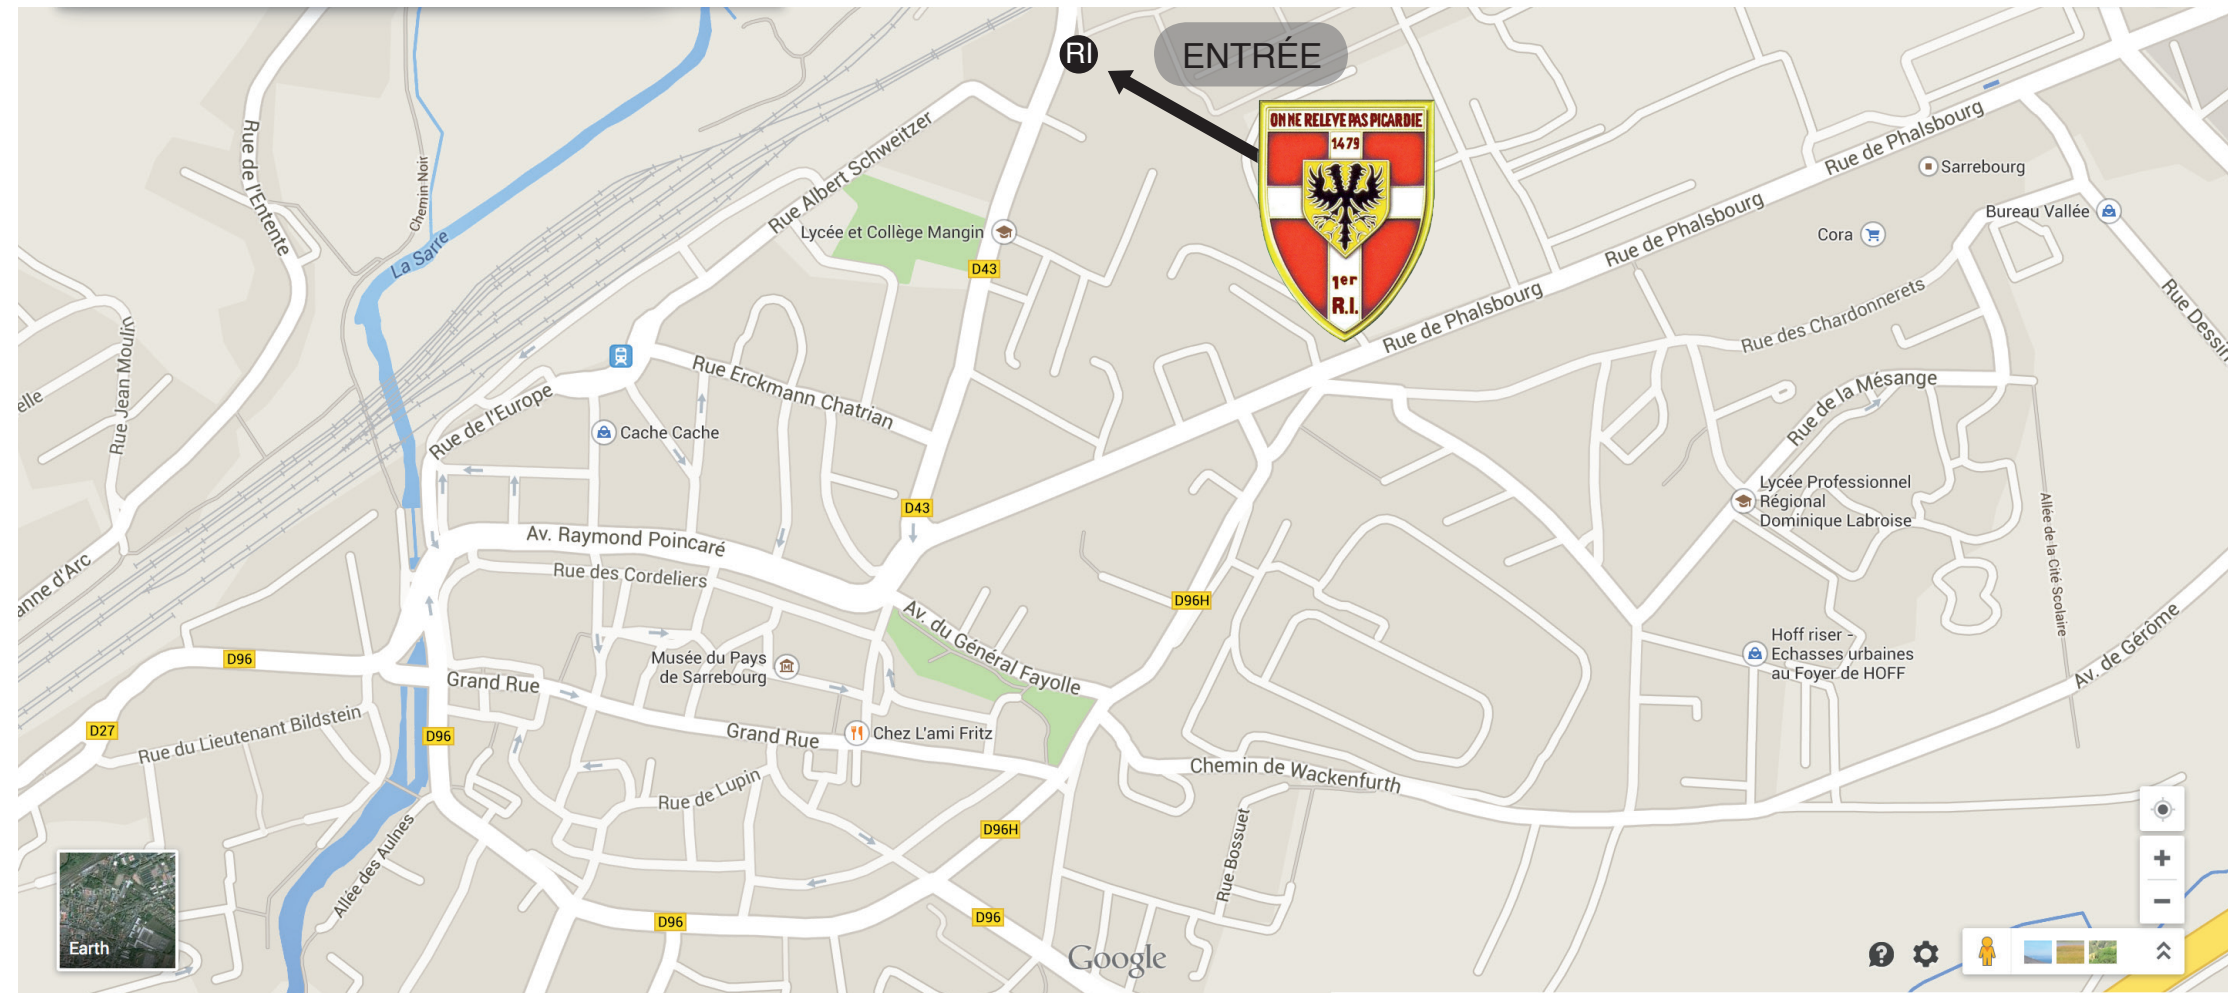 RI
ENTRÉE
ON NE RELEVE PAS PICARDIE
1479
1er
R.I.
Rue de l'Entente
Chemin Noir
La Sarre
Rue Albert Schweitzer
Lycée et Collège Mangin
D43
Rue de Phalsbourg
Rue de Phalsbourg
Rue de Phalsbourg
Rue de Phalsbourg
Sarrebourg
Bureau Vallée
Cora
Rue Dessin
Rue des Chardonnerets
Rue de la Mésange
Rue Jean Moulin
elle
Rue Erckmann Chatrian
Rue de l'Europe
Cache Cache
Lycée Professionnel
Régional
Dominique Labroise
Allée de la Cité Scolaire
D43
Av. Raymond Poincaré
Rue des Cordeliers
anne d'Arc
D96H
Av. du Général Fayolle
Musée du Pays
de Sarrebourg
Hoff riser -
Echasses urbaines
au Foyer de HOFF
Av. de Gérôme
D96
Grand Rue
D27
Rue du Lieutenant Bildstein
D96
Grand Rue
Chez L'ami Fritz
Chemin de Wackenfurth
Rue de Lupin
D96H
Rue Bossuet
Allée des Aulnes
D96
D96
Earth
Google